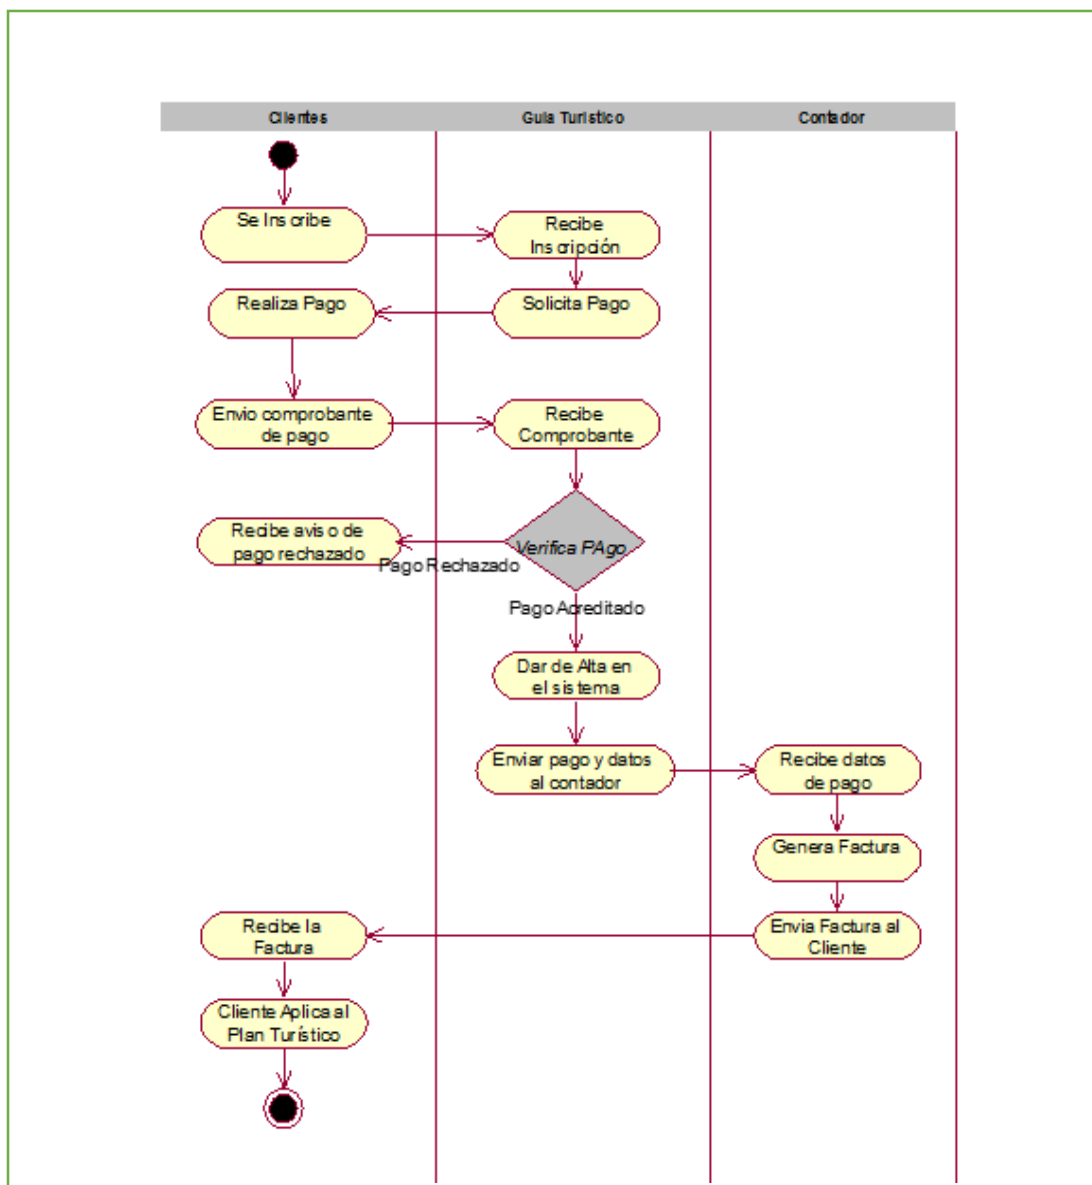 Clientes
Guia Turistico
Contador
Se Inscribe
Recibe
Inscripción
Realiza Pago
Solicita Pago
Envio comprobante
de pago
Recibe
Comprobante
Recibe aviso de
pago rechazado
Verifica PAgo
Pago Rechazado
Pago Acreditado
Dar de Alta en
el sistema
Enviar pago y datos
al contador
Recibe datos
de pago
Genera Factura
Recibe la
Factura
Envia Factura al
Cliente
Cliente Aplica al
Plan Turístico